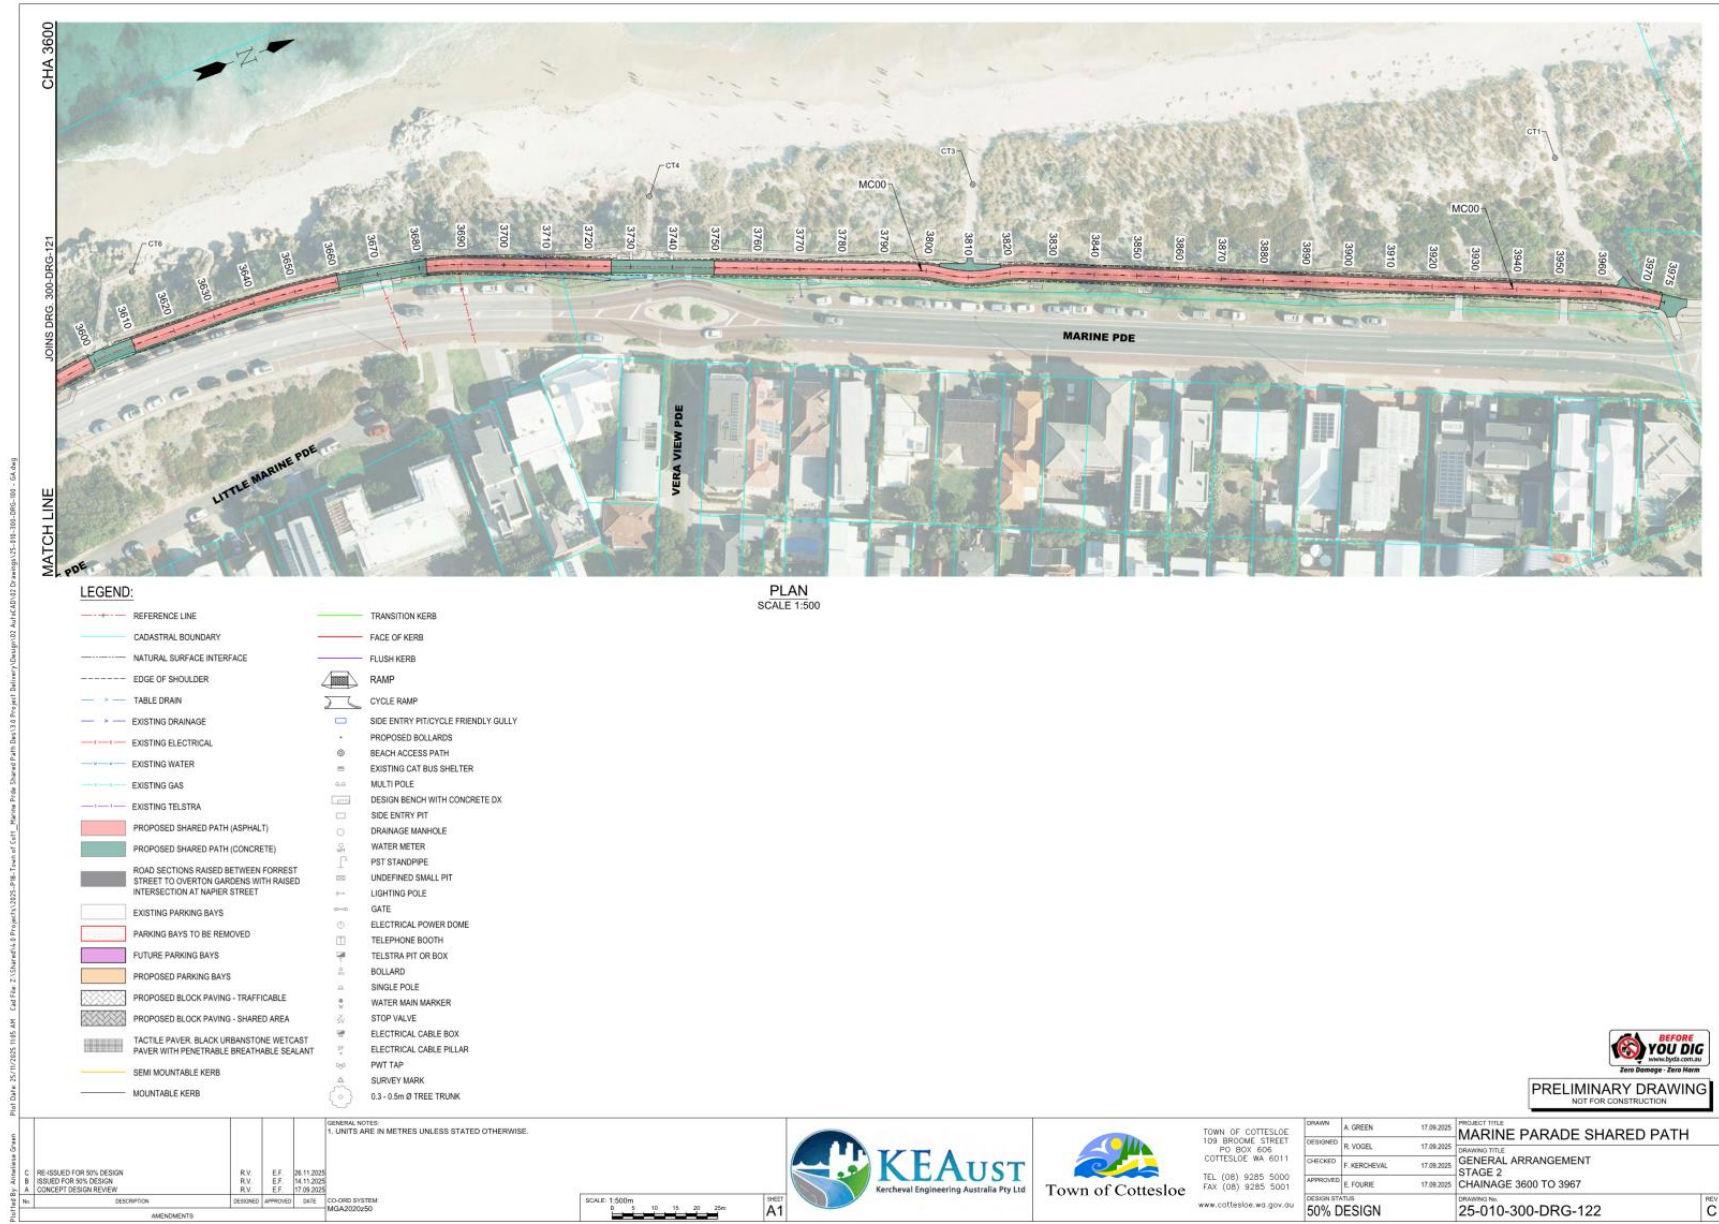 CHA 3600
JOINS DRG. 300-DRG-121
MATCH LINE
N
CT6
CT4
CT3
CT1
MC00
MC00
3600
3610
3620
3630
3640
3650
3660
3670
3680
3690
3700
3710
3720
3730
3740
3750
3760
3770
3780
3790
3800
3810
3820
3830
3840
3850
3860
3870
3880
3890
3900
3910
3920
3930
3940
3950
3960
3970
3975
MARINE PDE
VERA VIEW PDE
LITTLE MARINE PDE
E PDE
PLAN
SCALE 1:500
LEGEND:
REFERENCE LINE
CADASTRAL BOUNDARY
NATURAL SURFACE INTERFACE
EDGE OF SHOULDER
TABLE DRAIN
EXISTING DRAINAGE
EXISTING ELECTRICAL
EXISTING WATER
EXISTING GAS
EXISTING TELSTRA
PROPOSED SHARED PATH (ASPHALT)
PROPOSED SHARED PATH (CONCRETE)
ROAD SECTIONS RAISED BETWEEN FORREST
STREET TO OVERTON GARDENS WITH RAISED
INTERSECTION AT NAPIER STREET
EXISTING PARKING BAYS
PARKING BAYS TO BE REMOVED
FUTURE PARKING BAYS
PROPOSED PARKING BAYS
PROPOSED BLOCK PAVING - TRAFFICABLE
PROPOSED BLOCK PAVING - SHARED AREA
TACTILE PAVER. BLACK URBANSTONE WETCAST
PAVER WITH PENETRABLE BREATHABLE SEALANT
SEMI MOUNTABLE KERB
MOUNTABLE KERB
TRANSITION KERB
FACE OF KERB
FLUSH KERB
RAMP
CYCLE RAMP
SIDE ENTRY PIT/CYCLE FRIENDLY GULLY
PROPOSED BOLLARDS
BEACH ACCESS PATH
EXISTING CAT BUS SHELTER
MULTI POLE
DESIGN BENCH WITH CONCRETE DX
SIDE ENTRY PIT
DRAINAGE MANHOLE
WATER METER
PST STANDPIPE
UNDEFINED SMALL PIT
LIGHTING POLE
GATE
ELECTRICAL POWER DOME
TELEPHONE BOOTH
TELSTRA PIT OR BOX
BOLLARD
SINGLE POLE
WATER MAIN MARKER
STOP VALVE
ELECTRICAL CABLE BOX
ELECTRICAL CABLE PILLAR
PWT TAP
SURVEY MARK
0.3 - 0.5m Ø TREE TRUNK
BEFORE
YOU DIG
www.byda.com.au
Zero Damage - Zero Harm
PRELIMINARY DRAWING
NOT FOR CONSTRUCTION
C RE-ISSUED FOR 50% DESIGN R.V. E.F. 26.11.2025
B ISSUED FOR 50% DESIGN R.V. E.F. 14.11.2025
A CONCEPT DESIGN REVIEW R.V. E.F. 17.09.2025
No. DESCRIPTION DESIGNED APPROVED DATE
AMENDMENTS
GENERAL NOTES:
1. UNITS ARE IN METRES UNLESS STATED OTHERWISE.
CO-ORD SYSTEM
MGA2020z50
SCALE: 1:500m
0 5 10 15 20 25m
SHEET
A1
KEAUST
Kercheval Engineering Australia Pty Ltd
Town of Cottesloe
TOWN OF COTTESLOE
109 BROOME STREET
PO BOX 606
COTTESLOE WA 6011
TEL (08) 9285 5000
FAX (08) 9285 5001
www.cottesloe.wa.gov.au
DRAWN A. GREEN 17.09.2025
DESIGNED R. VOGEL 17.09.2025
CHECKED F. KERCHEVAL 17.09.2025
APPROVED E. FOURIE 17.09.2025
DESIGN STATUS
50% DESIGN
PROJECT TITLE
MARINE PARADE SHARED PATH
DRAWING TITLE
GENERAL ARRANGEMENT
STAGE 2
CHAINAGE 3600 TO 3967
DRAWING No.
25-010-300-DRG-122
REV
C
Plotted By: Annaliese Green
Plot Date: 25/11/2025 11:05 AM